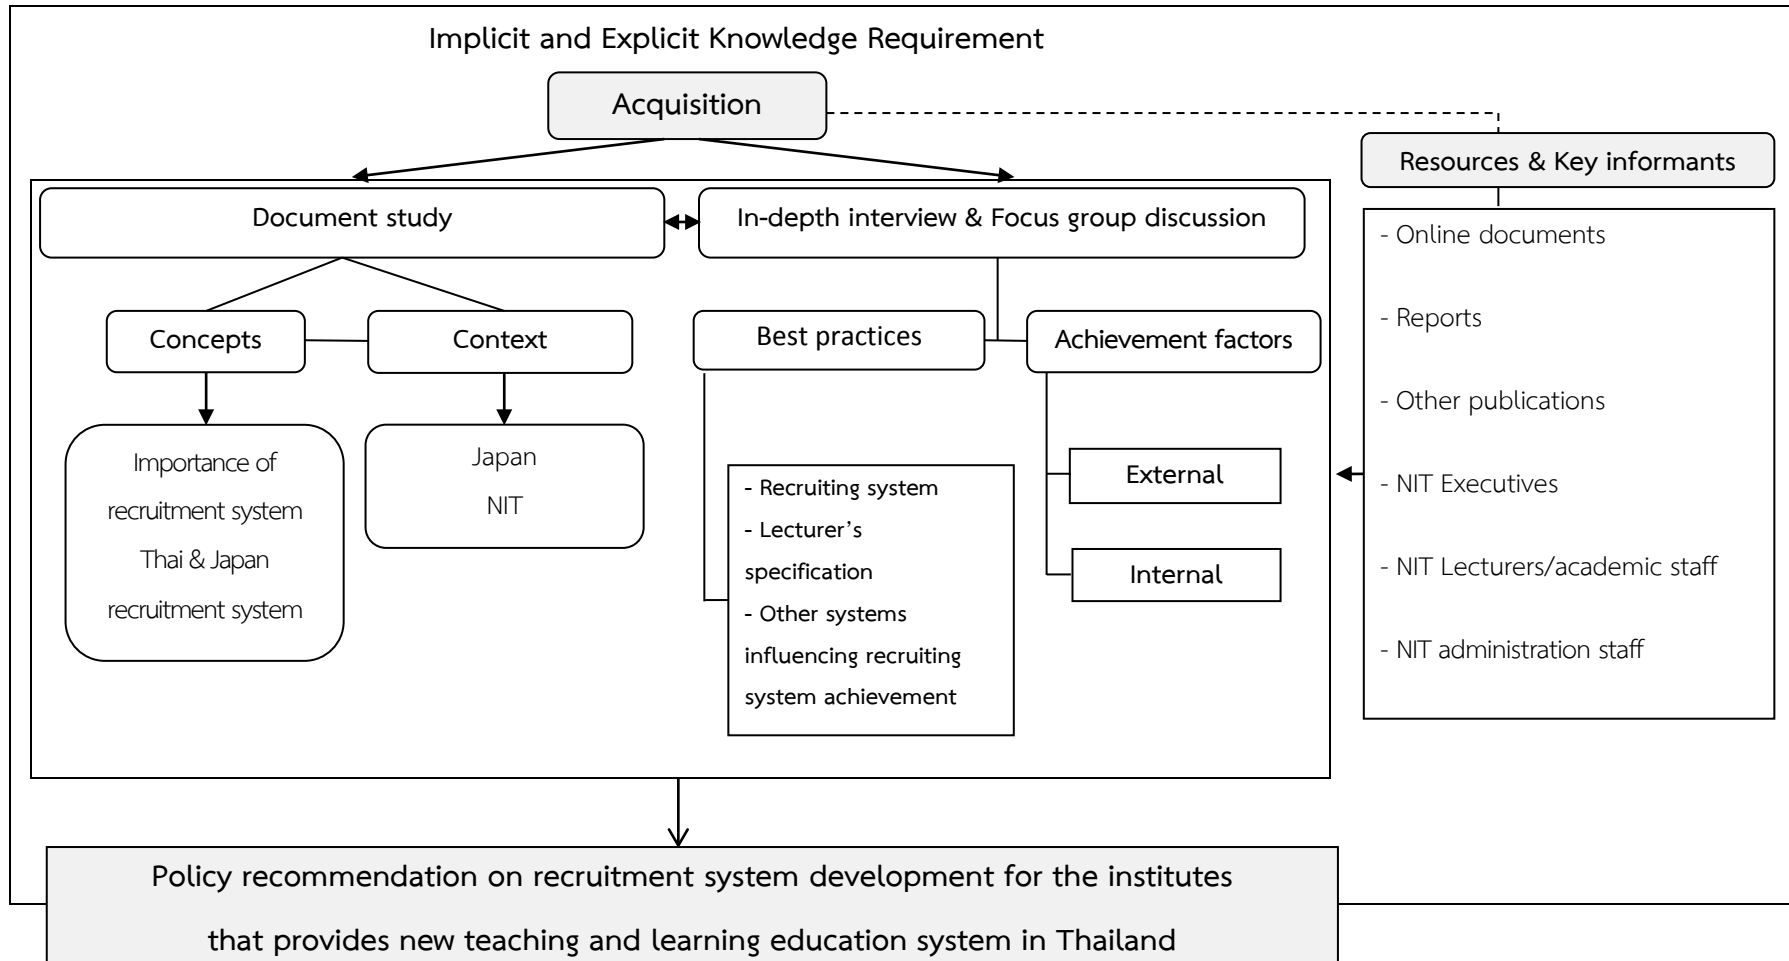 Implicit and Explicit Knowledge Requirement
Acquisition
Resources & Key informants
Document study
In-depth interview & Focus group discussion
- Online documents
- Reports
- Other publications
- NIT Executives
- NIT Lecturers/academic staff
- NIT administration staff
Concepts
Context
Best practices
Achievement factors
Importance of
recruitment system
Thai & Japan
recruitment system
Japan
NIT
- Recruiting system
- Lecturer's
specification
- Other systems
influencing recruiting
system achievement
External
Internal
Policy recommendation on recruitment system development for the institutes
that provides new teaching and learning education system in Thailand